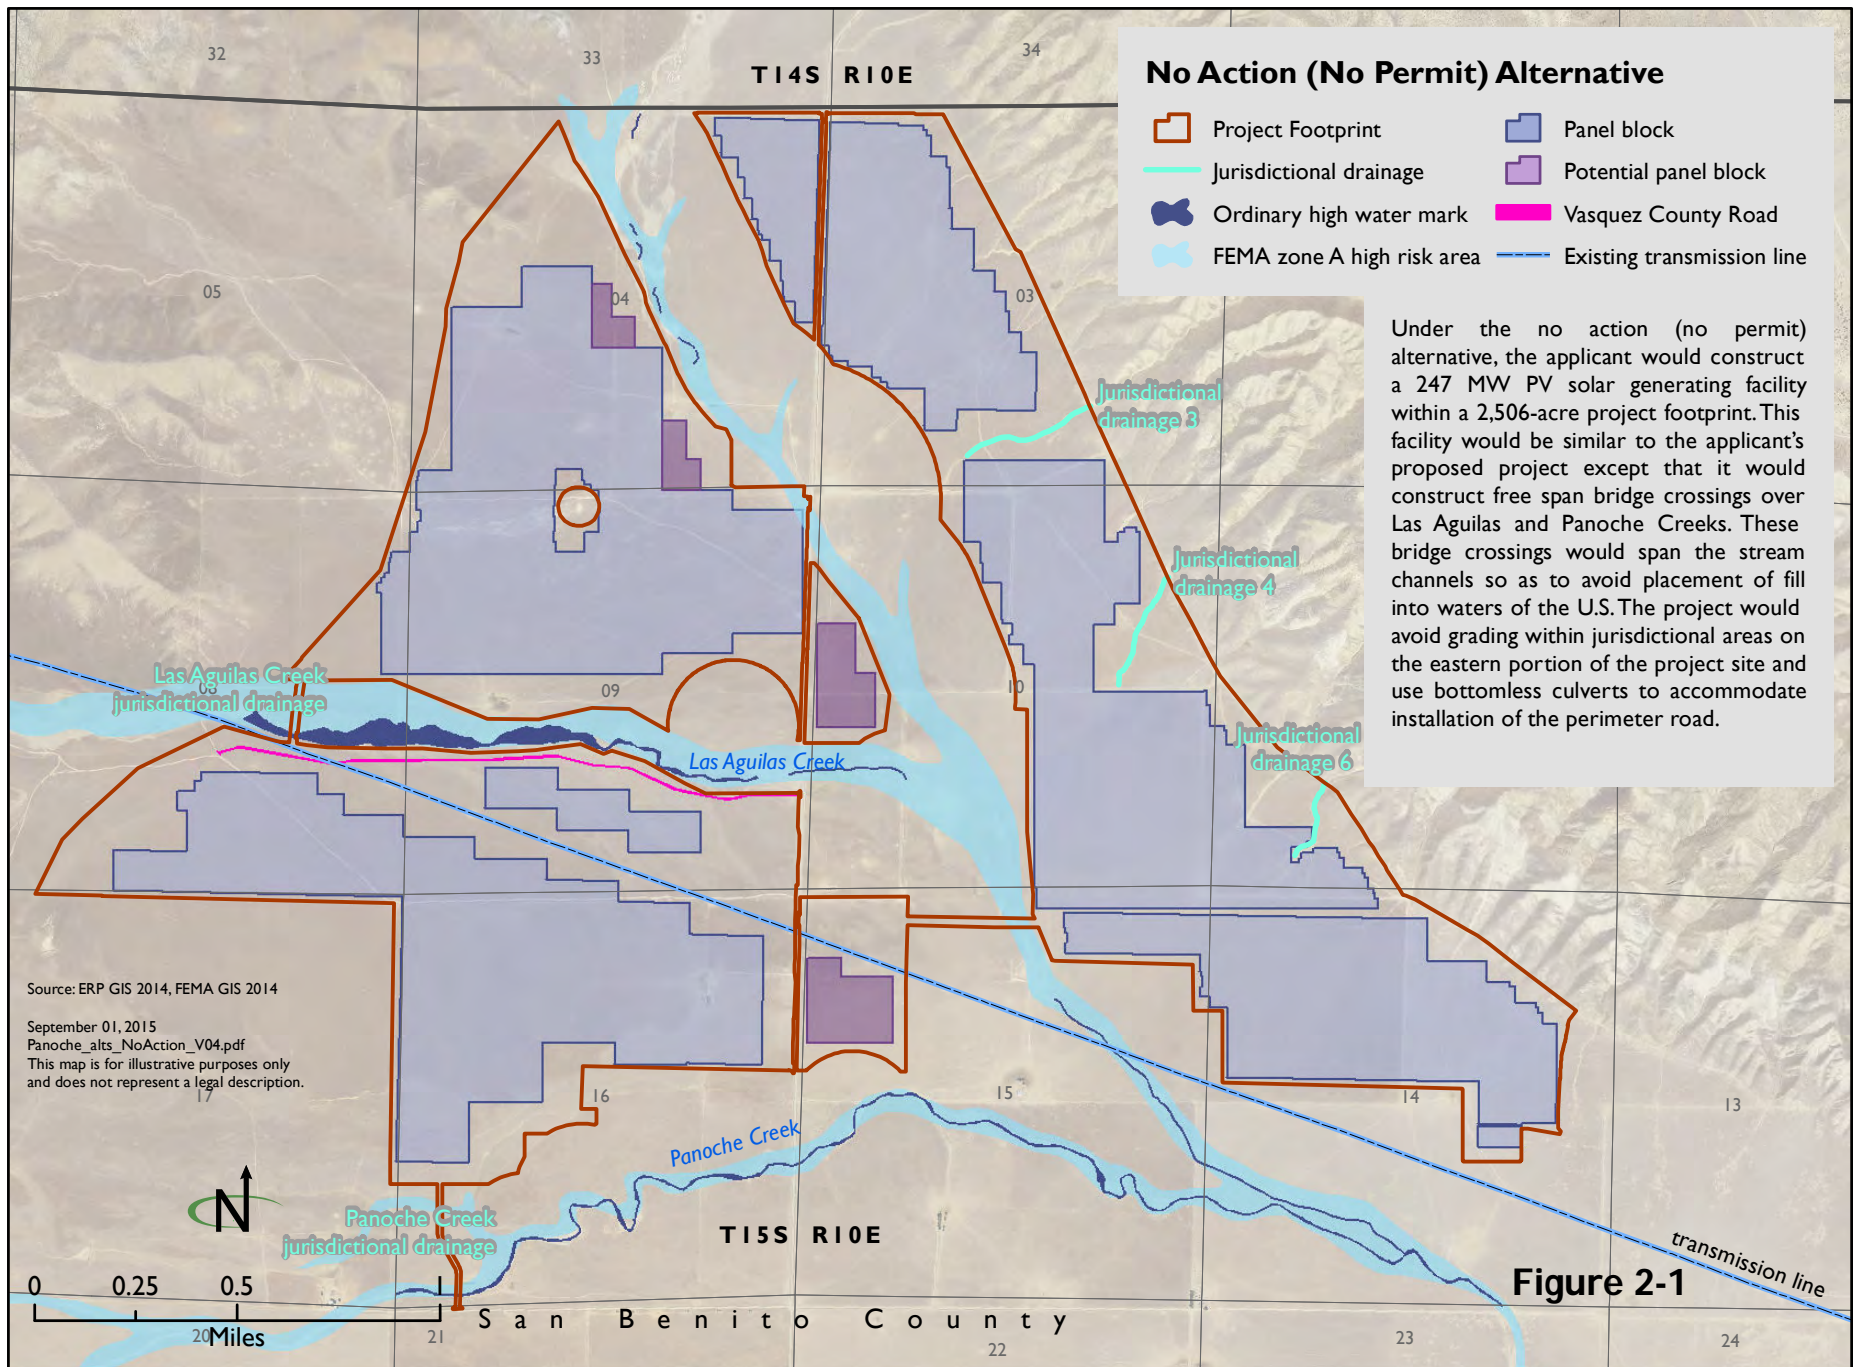 32
33
34
T14S R10E
No Action (No Permit) Alternative
Project Footprint
Panel block
Jurisdictional drainage
Potential panel block
Ordinary high water mark
Vasquez County Road
FEMA zone A high risk area
Existing transmission line
05
04
03
Under the no action (no permit)
alternative, the applicant would construct
a 247 MW PV solar generating facility
within a 2,506-acre project footprint. This
facility would be similar to the applicant's
proposed project except that it would
construct free span bridge crossings over
Las Aguilas and Panoche Creeks. These
bridge crossings would span the stream
channels so as to avoid placement of fill
into waters of the U.S. The project would
avoid grading within jurisdictional areas on
the eastern portion of the project site and
use bottomless culverts to accommodate
installation of the perimeter road.
Jurisdictional
drainage 3
Jurisdictional
drainage 4
Las Aguilas Creek
jurisdictional drainage
08
09
10
Jurisdictional
drainage 6
Las Aguilas Creek
Source: ERP GIS 2014, FEMA GIS 2014
September 01, 2015
Panoche_alts_NoAction_V04.pdf
This map is for illustrative purposes only
and does not represent a legal description.
17
16
15
14
13
Panoche Creek
N
Panoche Creek
jurisdictional drainage
T15S R10E
transmission line
Figure 2-1
0 0.25 0.5 1
Miles
San Benito County
20
21
22
23
24